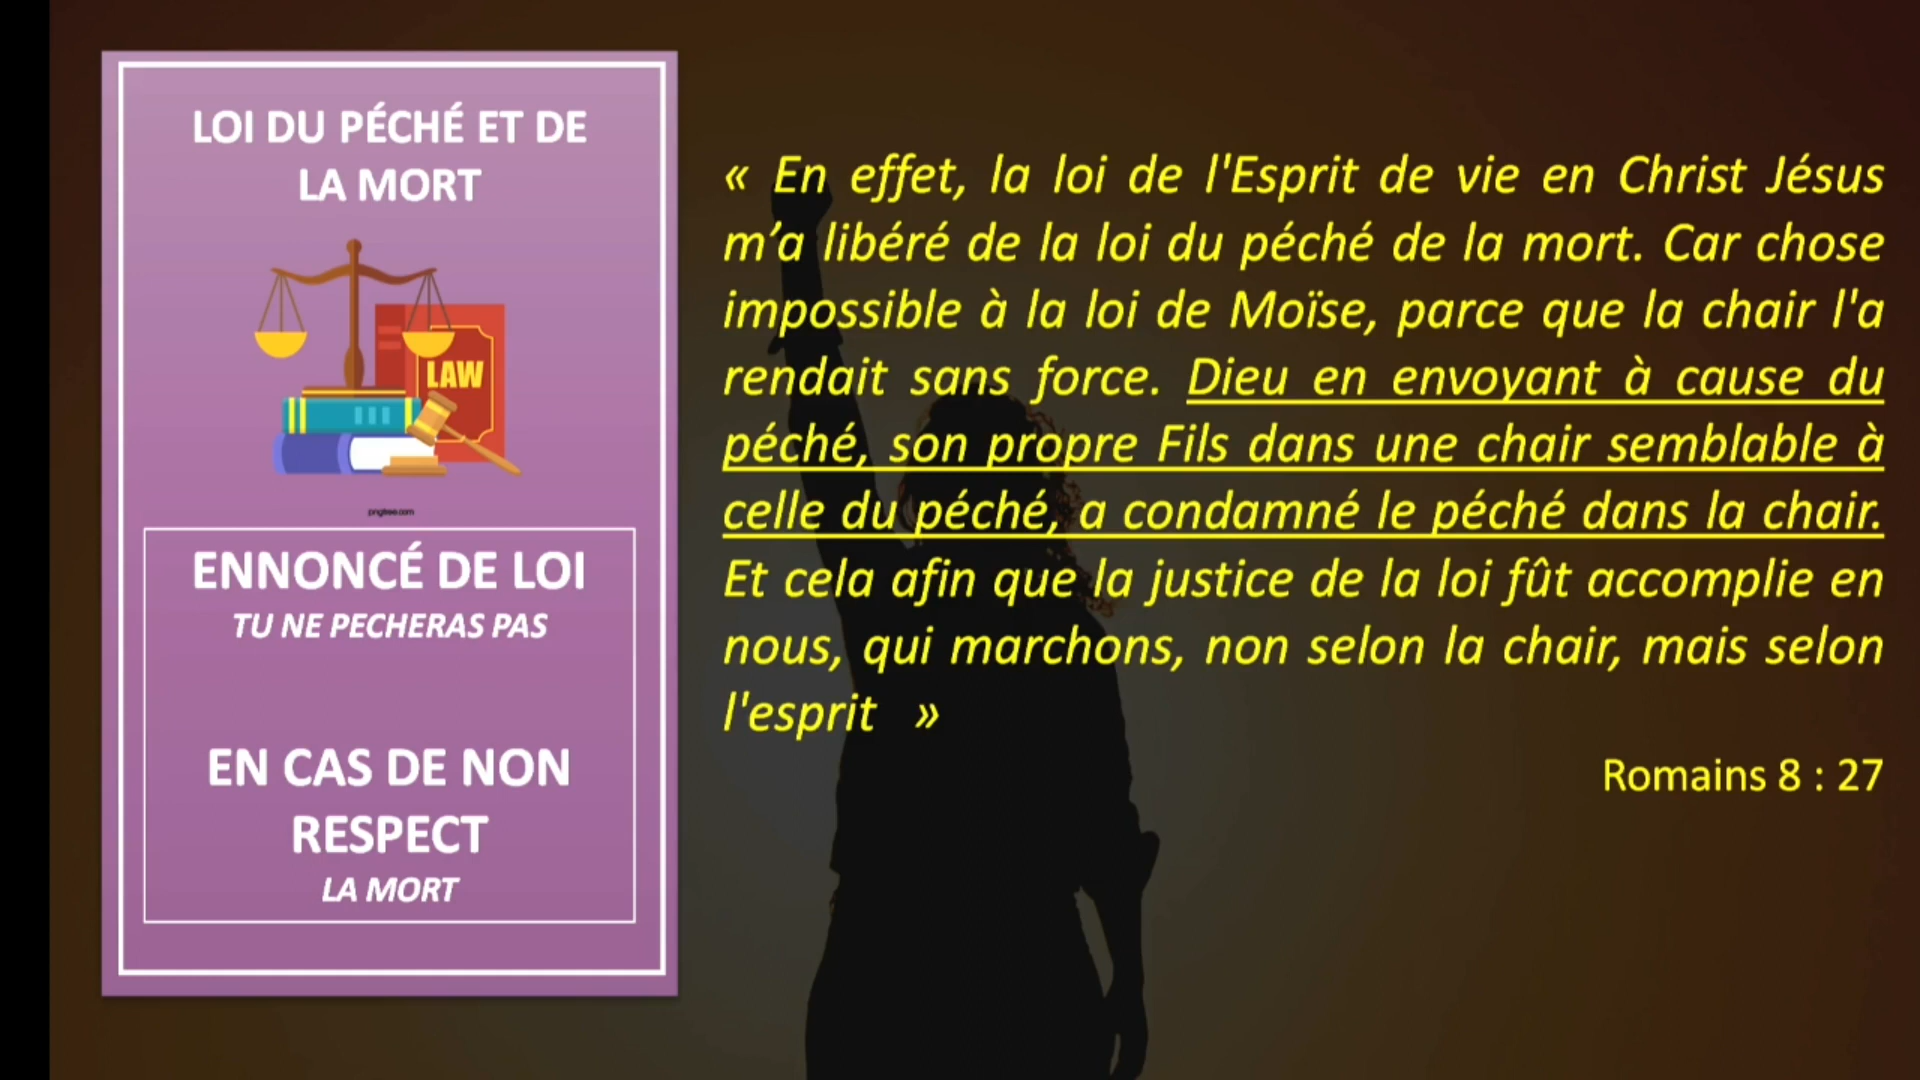 LOI DU PÉCHÉ ET DE
LA MORT
LAW
pngtree.com
ENNONCÉ DE LOI
TU NE PECHERAS PAS
EN CAS DE NON
RESPECT
LA MORT
« En effet, la loi de l'Esprit de vie en Christ Jésus
m’a libéré de la loi du péché de la mort. Car chose
impossible à la loi de Moïse, parce que la chair l'a
rendait sans force. Dieu en envoyant à cause du
péché, son propre Fils dans une chair semblable à
celle du péché, a condamné le péché dans la chair.
Et cela afin que la justice de la loi fût accomplie en
nous, qui marchons, non selon la chair, mais selon
l'esprit »
Romains 8 : 27